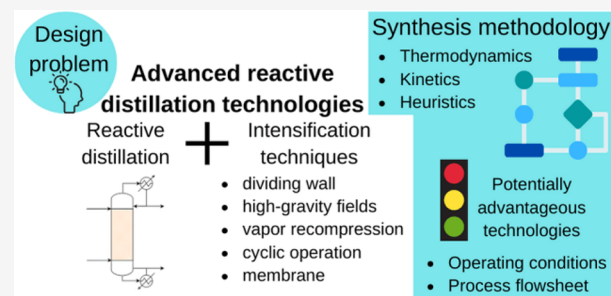 Design
problem
Advanced reactive
distillation technologies
Reactive
distillation
Intensification
techniques
• dividing wall
• high-gravity fields
• vapor recompression
• cyclic operation
• membrane
Synthesis methodology
• Thermodynamics
• Kinetics
• Heuristics
Potentially
advantageous
technologies
• Operating conditions
• Process flowsheet